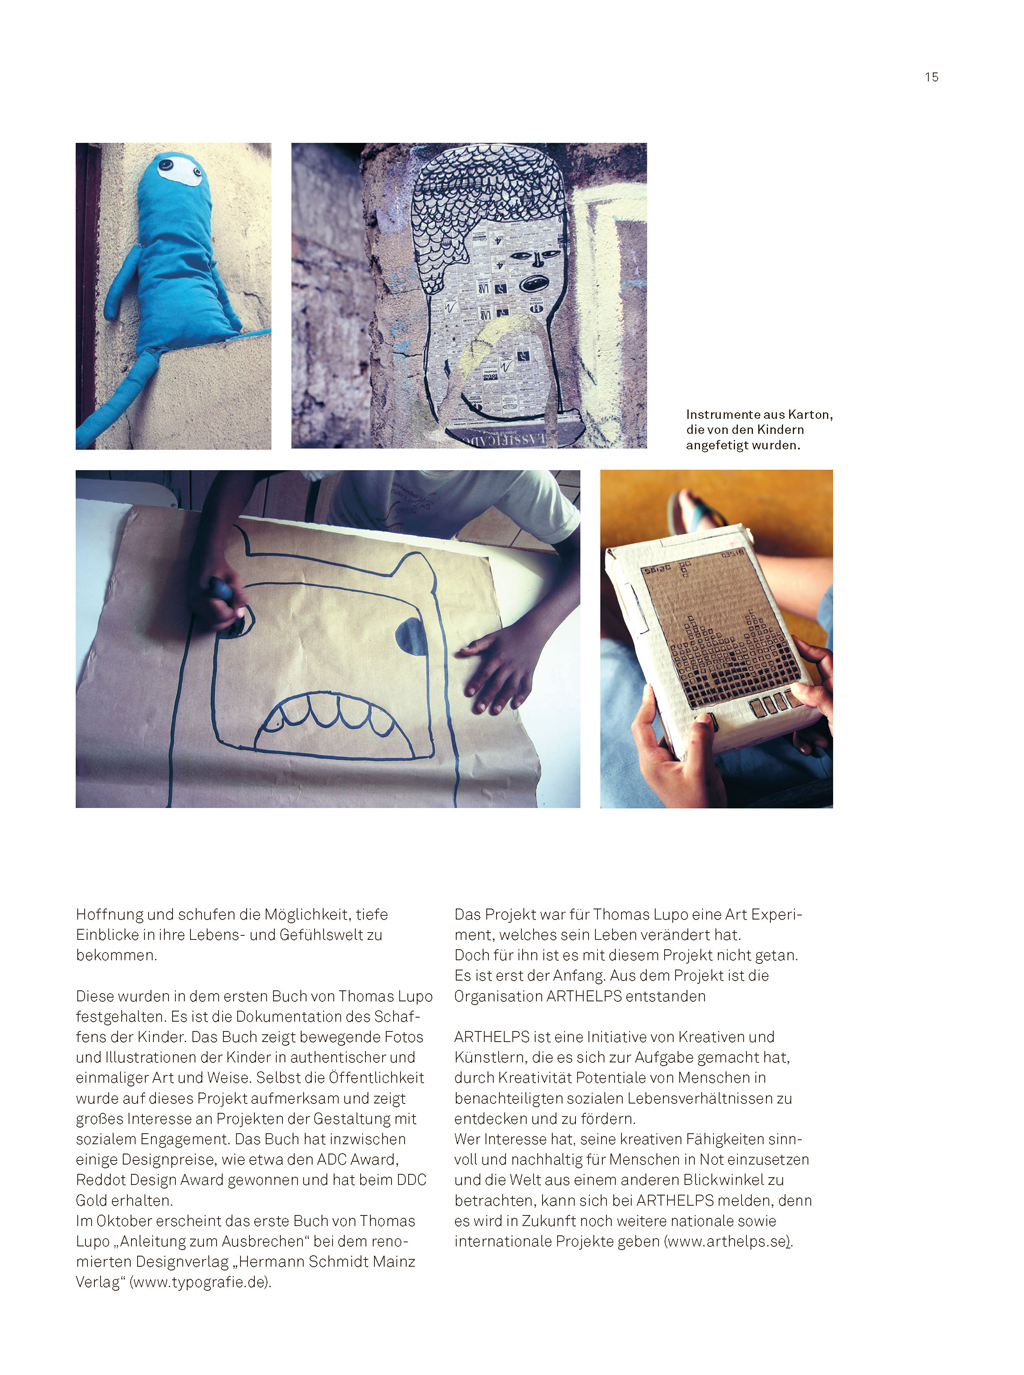 15
Instrumente aus Karton,
die von den Kindern
angefetigt wurden.
Hoffnung und schufen die Möglichkeit, tiefe
Einblicke in ihre Lebens- und Gefühlswelt zu
bekommen.
Diese wurden in dem ersten Buch von Thomas Lupo
festgehalten. Es ist die Dokumentation des Schaf-
fens der Kinder. Das Buch zeigt bewegende Fotos
und Illustrationen der Kinder in authentischer und
einmaliger Art und Weise. Selbst die Öffentlichkeit
wurde auf dieses Projekt aufmerksam und zeigt
großes Interesse an Projekten der Gestaltung mit
sozialem Engagement. Das Buch hat inzwischen
einige Designpreise, wie etwa den ADC Award,
Reddot Design Award gewonnen und hat beim DDC
Gold erhalten.
Im Oktober erscheint das erste Buch von Thomas
Lupo „Anleitung zum Ausbrechen“ bei dem reno-
mierten Designverlag „Hermann Schmidt Mainz
Verlag“ (www.typografie.de).
Das Projekt war für Thomas Lupo eine Art Experi-
ment, welches sein Leben verändert hat.
Doch für ihn ist es mit diesem Projekt nicht getan.
Es ist erst der Anfang. Aus dem Projekt ist die
Organisation ARTHELPS entstanden
ARTHELPS ist eine Initiative von Kreativen und
Künstlern, die es sich zur Aufgabe gemacht hat,
durch Kreativität Potentiale von Menschen in
benachteiligten sozialen Lebensverhältnissen zu
entdecken und zu fördern.
Wer Interesse hat, seine kreativen Fähigkeiten sinn-
voll und nachhaltig für Menschen in Not einzusetzen
und die Welt aus einem anderen Blickwinkel zu
betrachten, kann sich bei ARTHELPS melden, denn
es wird in Zukunft noch weitere nationale sowie
internationale Projekte geben (www.arthelps.se).